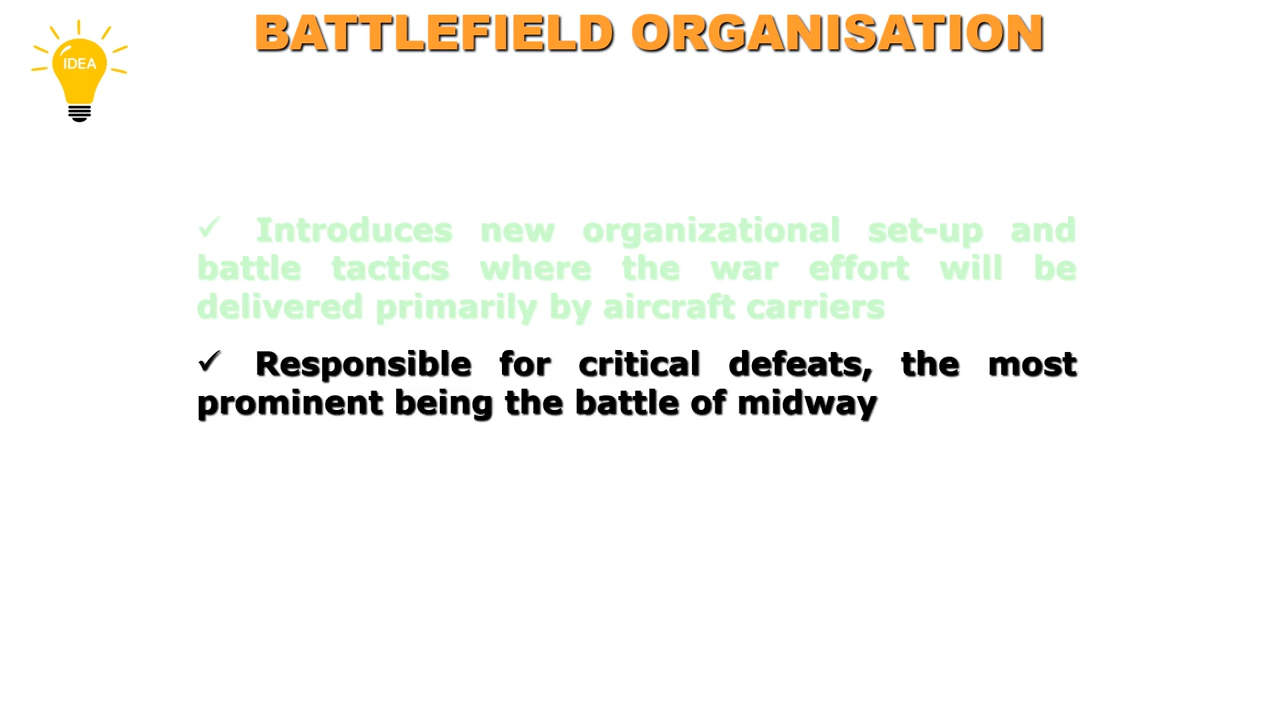 BATTLEFIELD ORGANISATION
IDEA
✓ Introduces new organizational set-up and
battle tactics where the war effort will be
delivered primarily by aircraft carriers
✓ Responsible for critical defeats, the most
prominent being the battle of midway